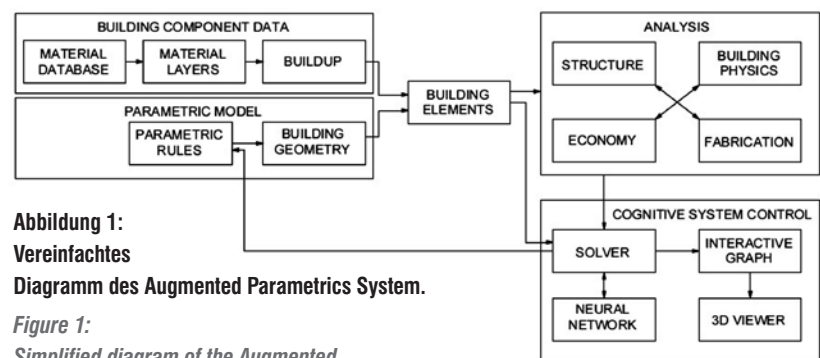 BUILDING COMPONENT DATA
MATERIAL
DATABASE
MATERIAL
LAYERS
BUILDUP
PARAMETRIC MODEL
PARAMETRIC
RULES
BUILDING
GEOMETRY
BUILDING
ELEMENTS
ANALYSIS
STRUCTURE
BUILDING
PHYSICS
ECONOMY
FABRICATION
COGNITIVE SYSTEM CONTROL
SOLVER
INTERACTIVE
GRAPH
NEURAL
NETWORK
3D VIEWER
Abbildung 1:
Vereinfachtes
Diagramm des Augmented Parametrics System.
Figure 1:
Simplified diagram of the Augmented